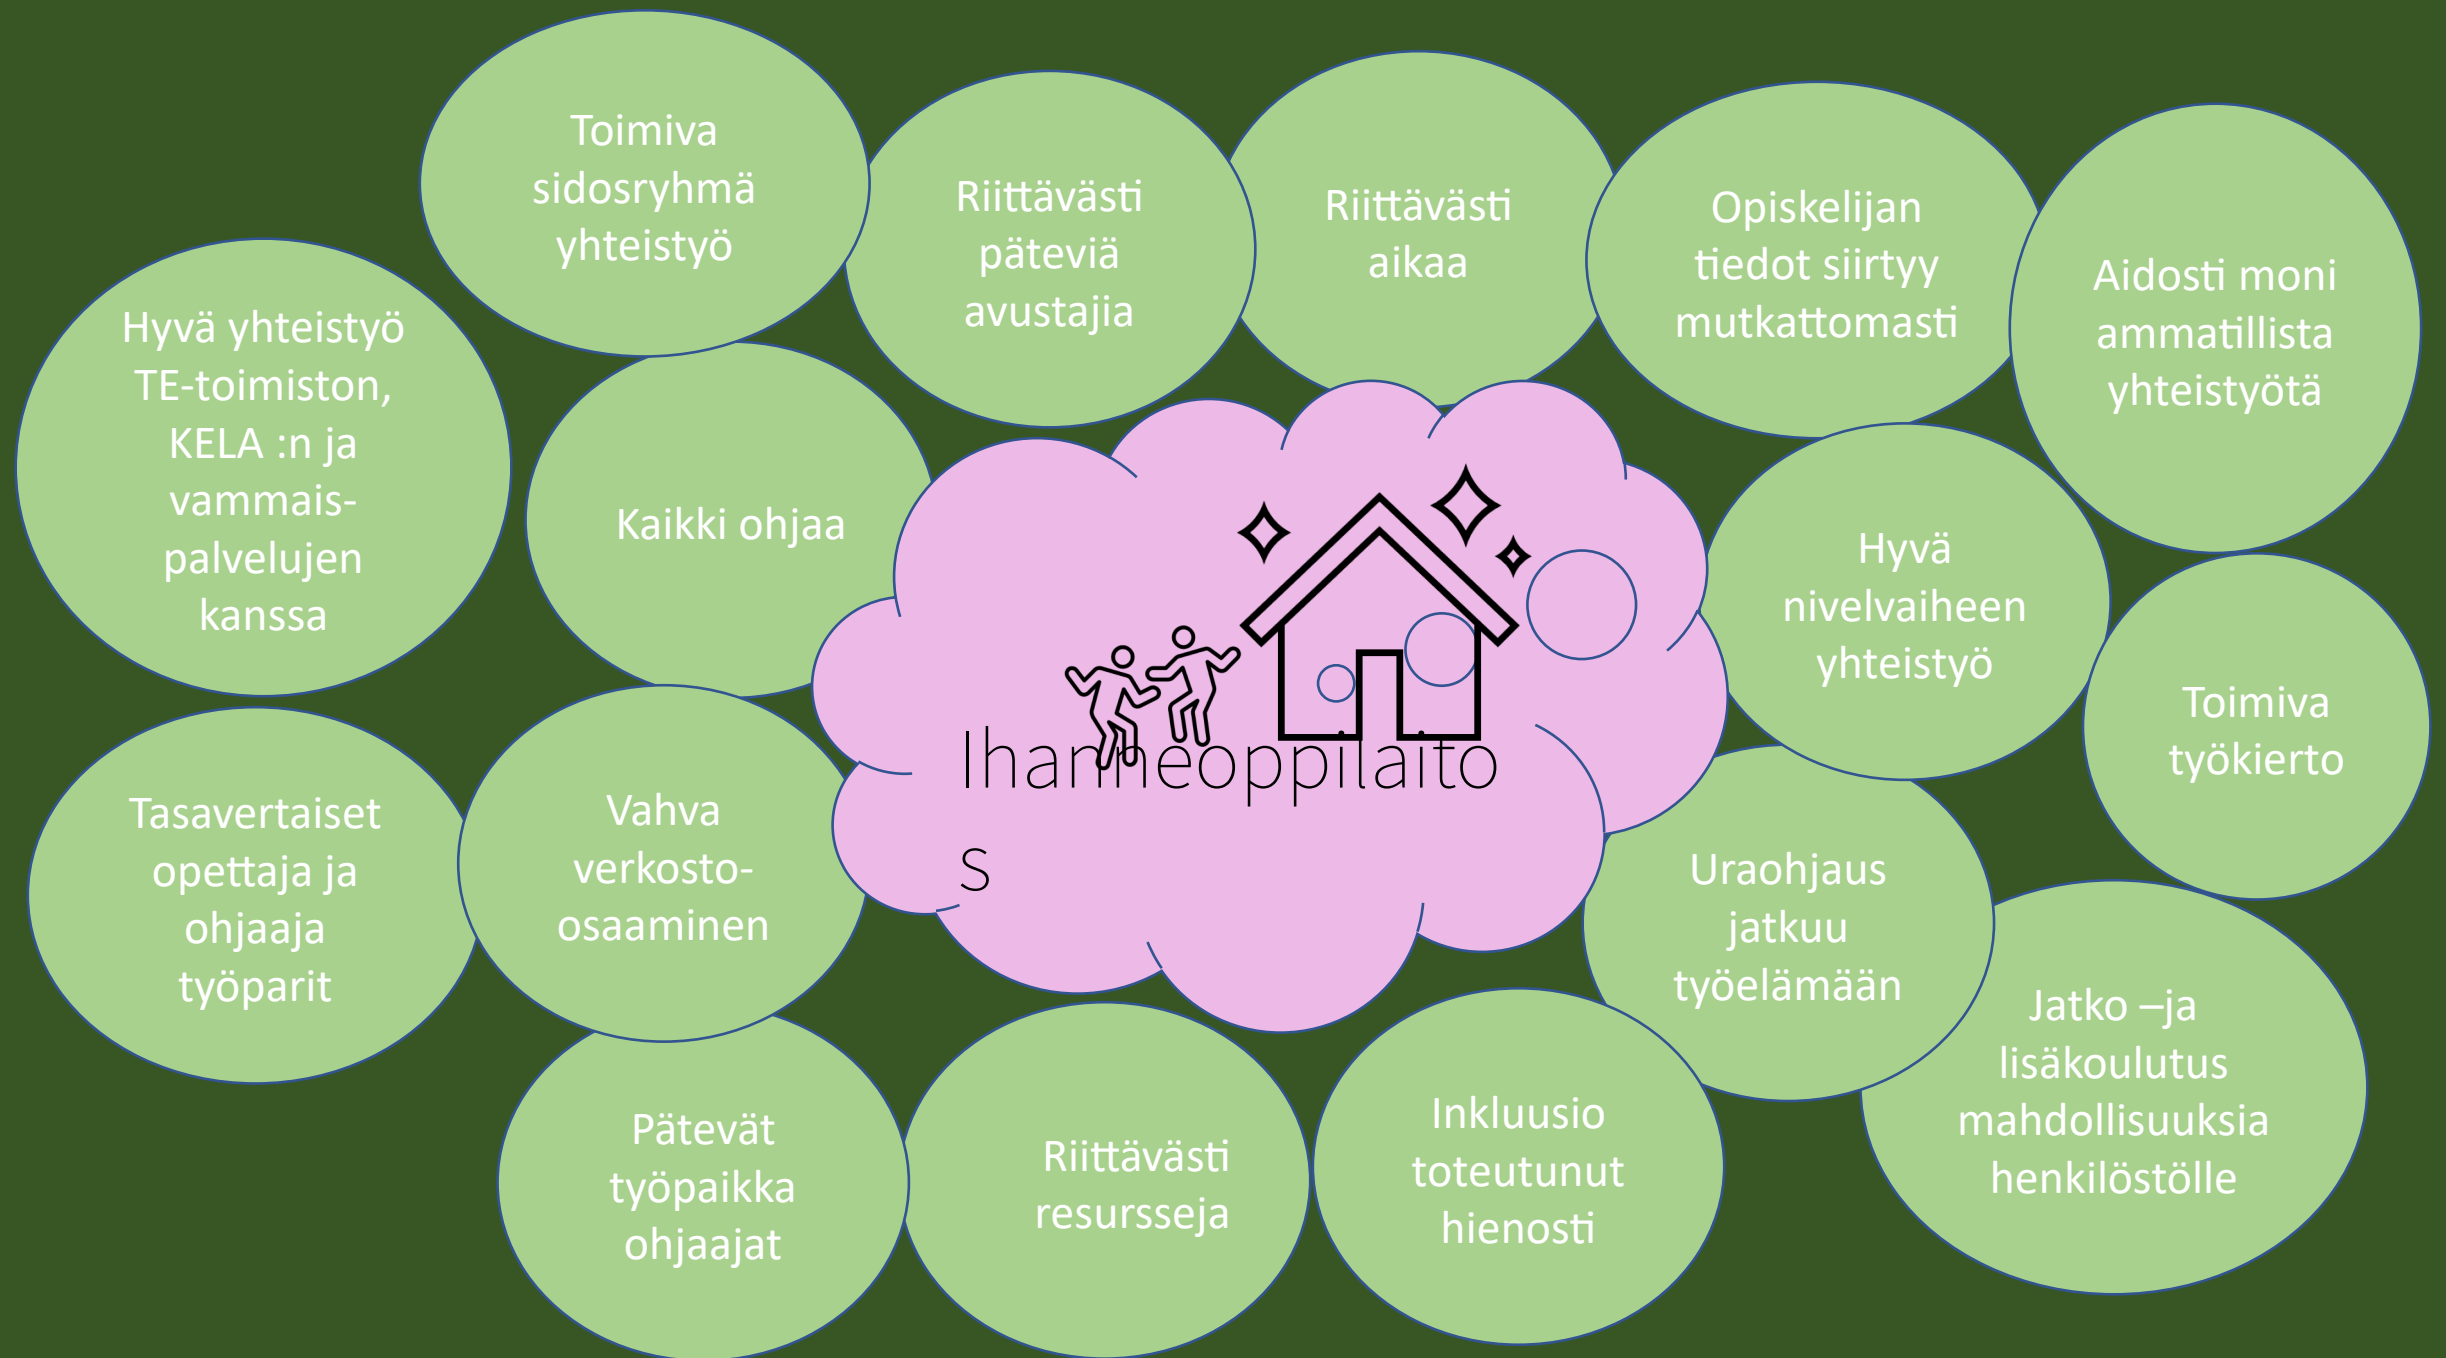 Toimiva
sidosryhmä
yhteistyö
Riittävästi
päteviä
avustajia
Riittävästi
aikaa
Opiskelijan
tiedot siirtyy
mutkattomasti
Aidosti moni
ammatillista
yhteistyötä
Hyvä yhteistyö
TE-toimiston,
KELA :n ja
vammais-
palvelujen
kanssa
Kaikki ohjaa
Hyvä
nivelvaiheen
yhteistyö
Toimiva
työkierto
Ihanneoppilaito
s
Tasavertaiset
opettaja ja
ohjaaja
työparit
Vahva
verkosto-
osaaminen
Uraohjaus
jatkuu
työelämään
Jatko –ja
lisäkoulutus
mahdollisuuksia
henkilöstölle
Pätevät
työpaikka
ohjaajat
Riittävästi
resursseja
Inkluusio
toteutunut
hienosti